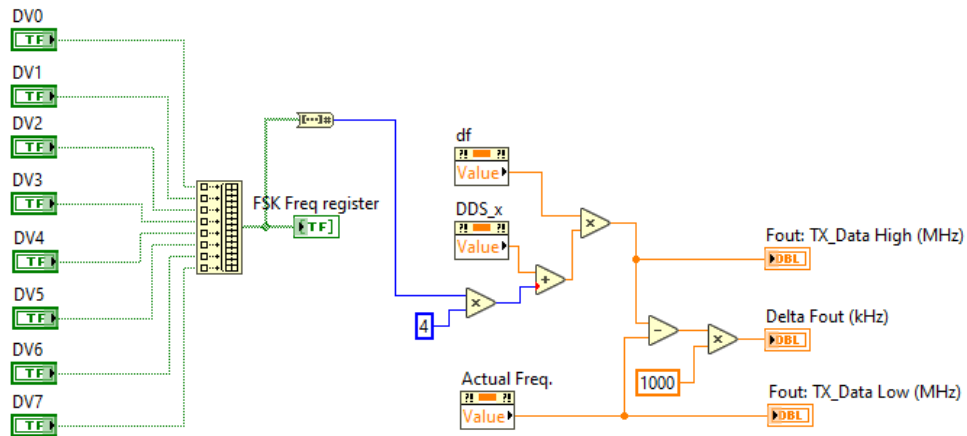 DV0
TF
DV1
TF
DV2
TF
DV3
TF
DV4
TF
DV5
TF
DV6
TF
DV7
TF
[...]#
FSK Freq register
TF]
df
?! ?!
Value
DDS_x
?! ?!
Value
×
+
×
4
Fout: TX_Data High (MHz)
DBL
−
×
1000
Delta Fout (kHz)
DBL
Actual Freq.
?! ?!
Value
Fout: TX_Data Low (MHz)
DBL